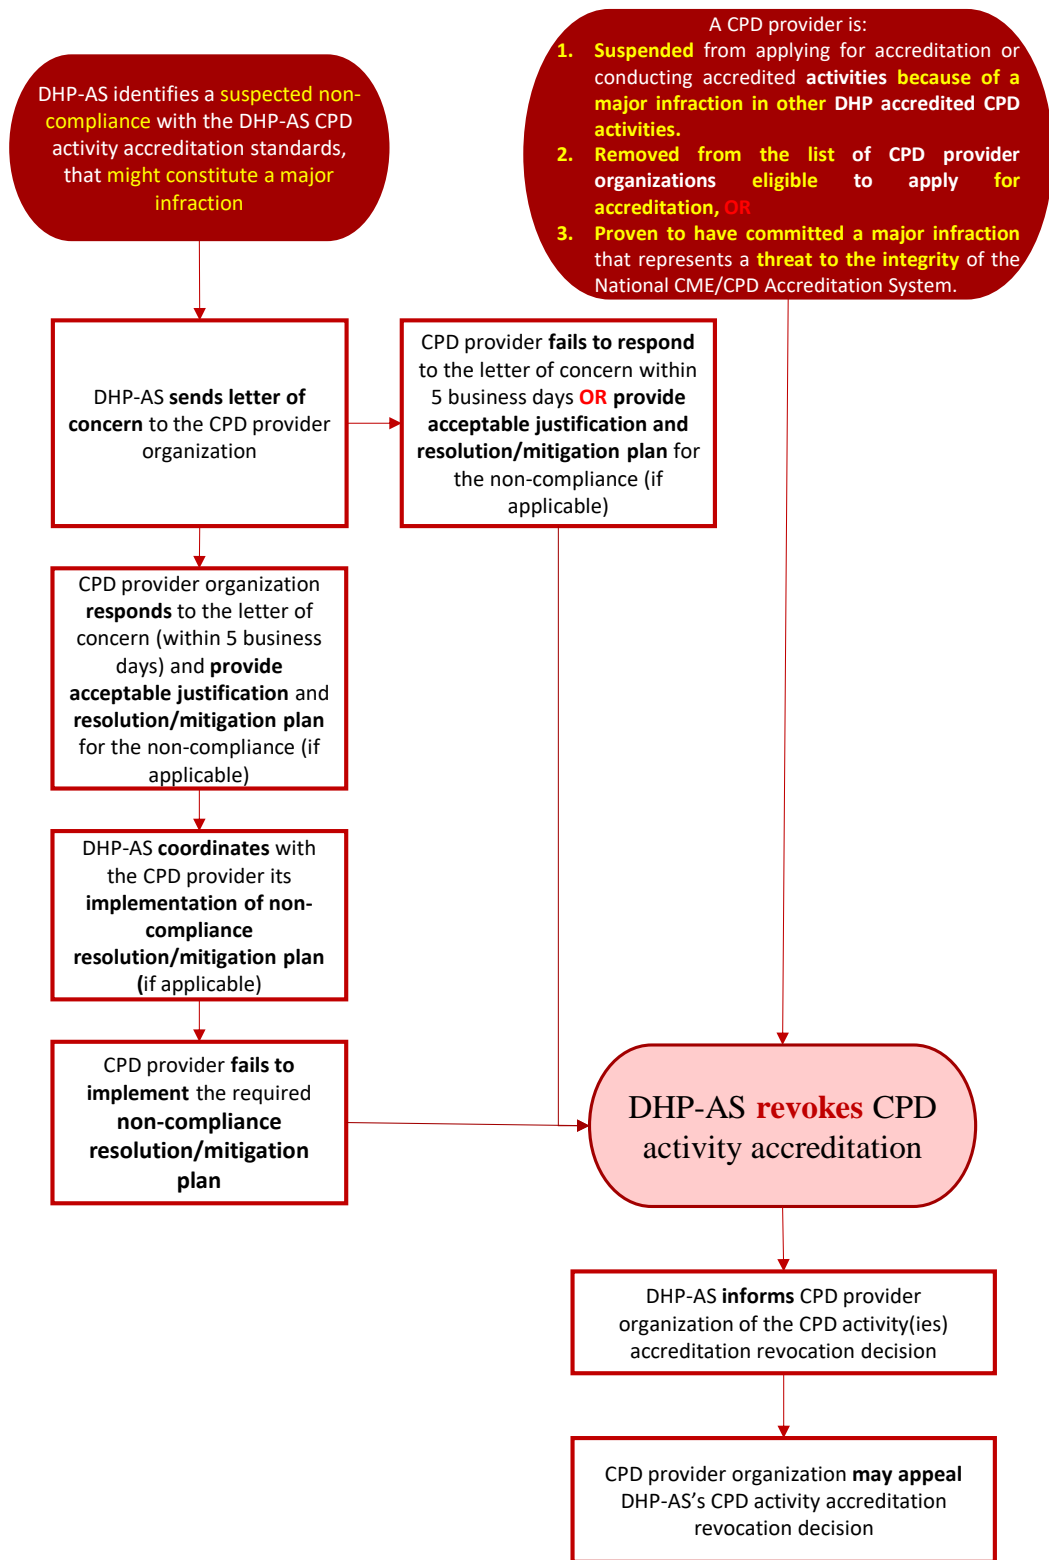 DHP-AS identifies a suspected non-
compliance with the DHP-AS CPD
activity accreditation standards,
that might constitute a major
infraction
A CPD provider is:
1. Suspended from applying for accreditation or
conducting accredited activities because of a
major infraction in other DHP accredited CPD
activities.
2. Removed from the list of CPD provider
organizations eligible to apply for
accreditation, OR
3. Proven to have committed a major infraction
that represents a threat to the integrity of the
National CME/CPD Accreditation System.
DHP-AS sends letter of
concern to the CPD provider
organization
CPD provider fails to respond
to the letter of concern within
5 business days OR provide
acceptable justification and
resolution/mitigation plan for
the non-compliance (if
applicable)
CPD provider organization
responds to the letter of
concern (within 5 business
days) and provide
acceptable justification and
resolution/mitigation plan
for the non-compliance (if
applicable)
DHP-AS coordinates with
the CPD provider its
implementation of non-
compliance
resolution/mitigation plan
(if applicable)
CPD provider fails to
implement the required
non-compliance
resolution/mitigation
plan
DHP-AS revokes CPD
activity accreditation
DHP-AS informs CPD provider
organization of the CPD activity(ies)
accreditation revocation decision
CPD provider organization may appeal
DHP-AS's CPD activity accreditation
revocation decision